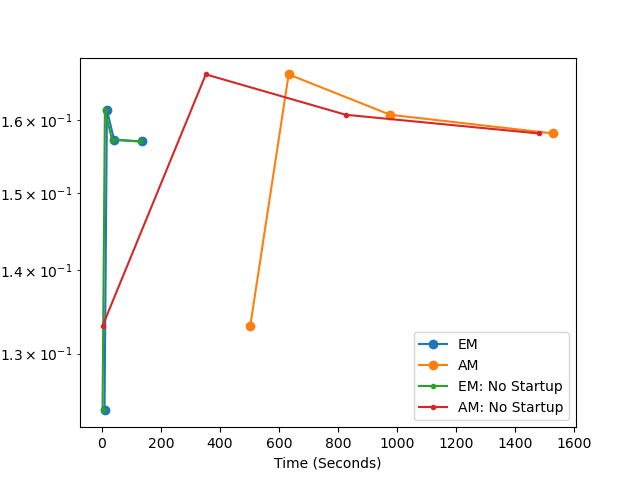 1.6 × 10⁻¹
1.5 × 10⁻¹
1.4 × 10⁻¹
1.3 × 10⁻¹
EM
AM
EM: No Startup
AM: No Startup
0 200 400 600 800 1000 1200 1400 1600
Time (Seconds)